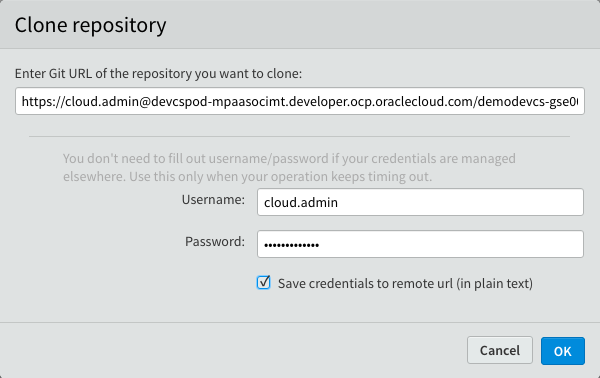 Clone repository
Enter Git URL of the repository you want to clone:
https://cloud.admin@devcspod-mpaasocimt.developer.ocp.oraclecloud.com/demodevcs-gse00
You don't need to fill out username/password if your credentials are managed
elsewhere. Use this only when your operation keeps timing out.
Username: cloud.admin
Password: •••••••••••••
Save credentials to remote url (in plain text)
Cancel OK